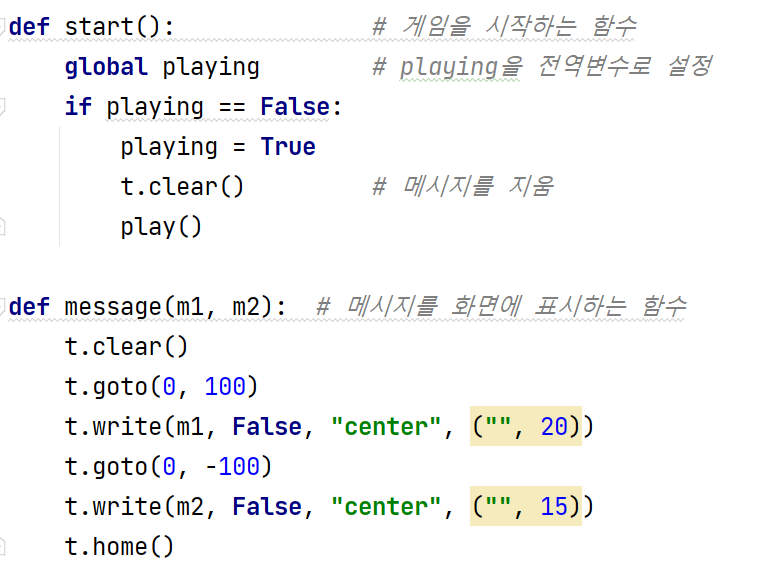 def start():              # 게임을 시작하는 함수
    global playing        # playing을 전역변수로 설정
    if playing == False:
        playing = True
        t.clear()         # 메시지를 지움
        play()
def message(m1, m2):  # 메시지를 화면에 표시하는 함수
    t.clear()
    t.goto(0, 100)
    t.write(m1, False, "center", ("", 20))
    t.goto(0, -100)
    t.write(m2, False, "center", ("", 15))
    t.home()